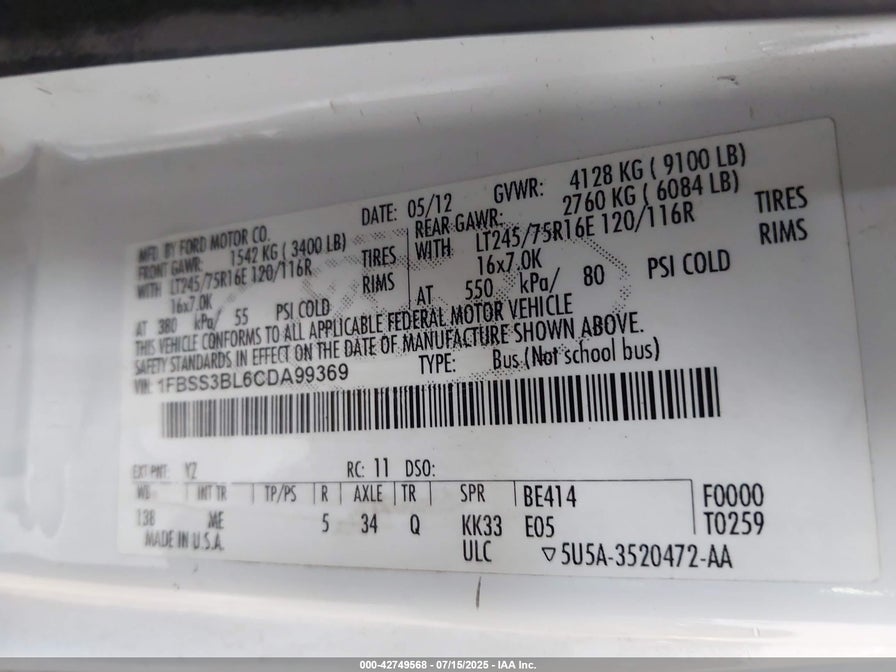 MFD. BY FORD MOTOR CO.
DATE: 05/12 GVWR: 4128 KG ( 9100 LB)
FRONT GAWR: 1542 KG ( 3400 LB)
WITH LT245/75R16E 120/116R TIRES
16x7.0K RIMS
AT 380 kPa/ 55 PSI COLD
REAR GAWR: 2760 KG ( 6084 LB)
WITH LT245/75R16E 120/116R TIRES
16x7.0K RIMS
AT 550 kPa/ 80 PSI COLD
THIS VEHICLE CONFORMS TO ALL APPLICABLE FEDERAL MOTOR VEHICLE
SAFETY STANDARDS IN EFFECT ON THE DATE OF MANUFACTURE SHOWN ABOVE.
VIN: 1FBSS3BL6CDA99369 TYPE: Bus (Not school bus)
EXT PNT: YZ RC: 11 DSO:
WB INT TR TP/PS R AXLE TR SPR BE414 F0000
138 ME 5 34 Q KK33 E05 T0259
MADE IN U.S.A. ULC ▽5U5A-3520472-AA
000-42749568 - 07/15/2025 - IAA Inc.